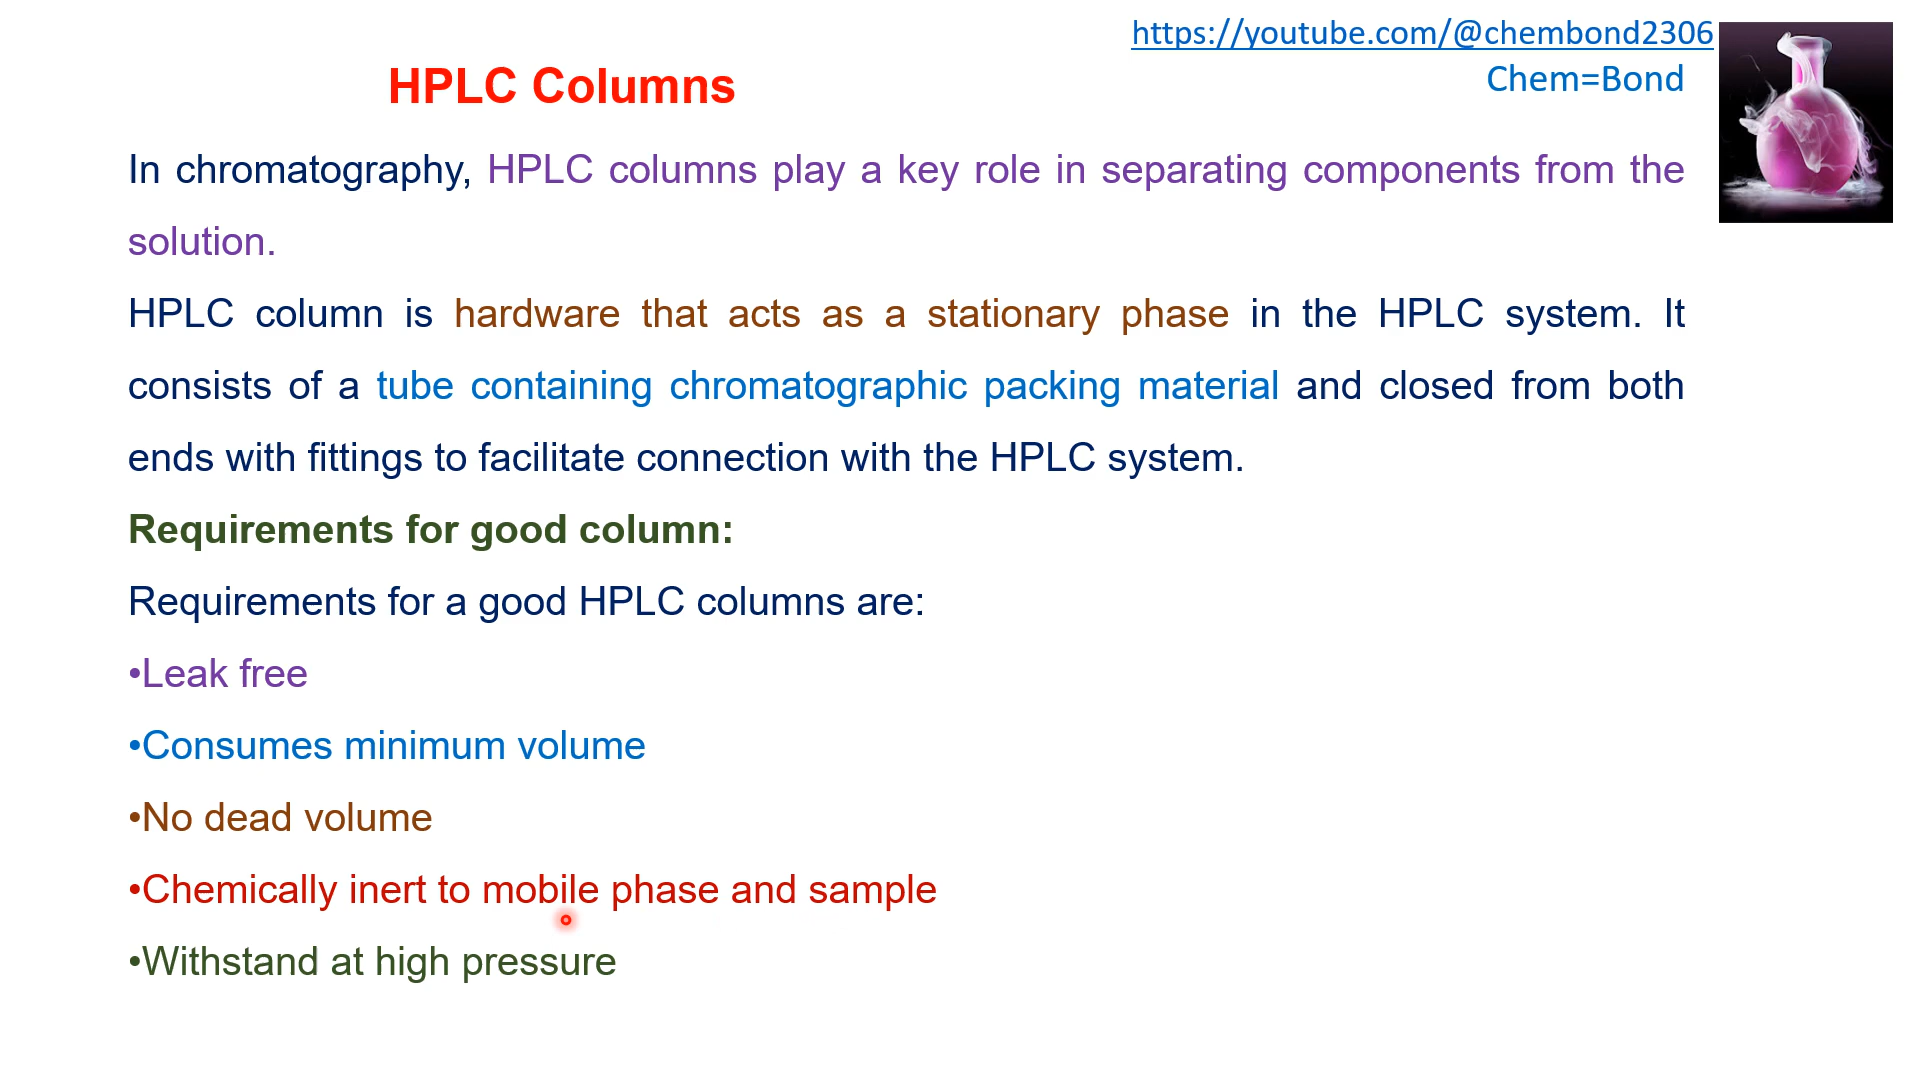 https://youtube.com/@chembond2306
Chem=Bond
HPLC Columns
In chromatography, HPLC columns play a key role in separating components from the
solution.
HPLC column is hardware that acts as a stationary phase in the HPLC system. It
consists of a tube containing chromatographic packing material and closed from both
ends with fittings to facilitate connection with the HPLC system.
Requirements for good column:
Requirements for a good HPLC columns are:
•Leak free
•Consumes minimum volume
•No dead volume
•Chemically inert to mobile phase and sample
•Withstand at high pressure